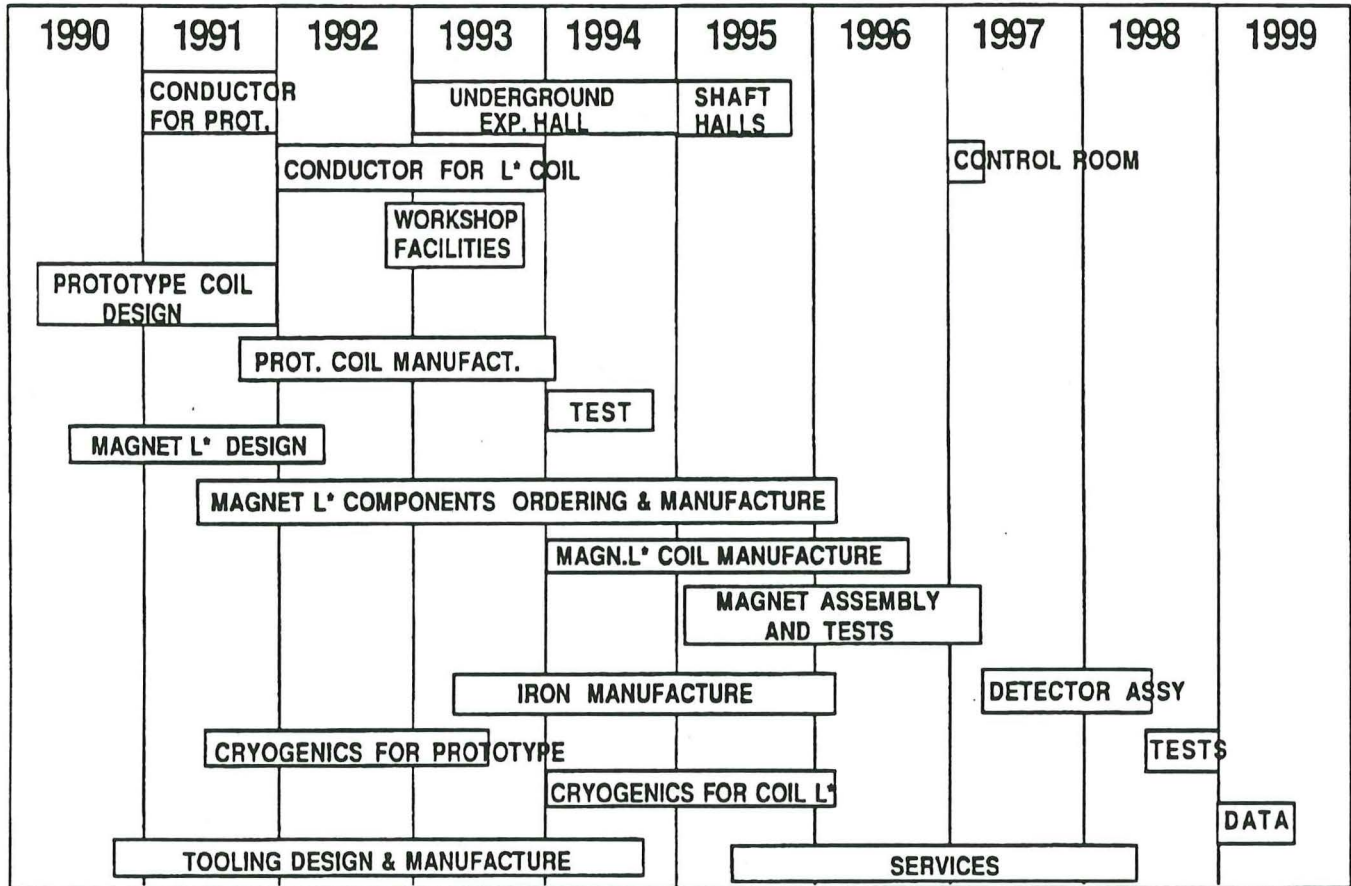 1990 1991 1992 1993 1994 1995 1996 1997 1998 1999
CONDUCTOR
FOR PROT.
UNDERGROUND
EXP. HALL
SHAFT
HALLS
CONDUCTOR FOR L* COIL
CONTROL ROOM
WORKSHOP
FACILITIES
PROTOTYPE COIL
DESIGN
PROT. COIL MANUFACT.
TEST
MAGNET L* DESIGN
MAGNET L* COMPONENTS ORDERING & MANUFACTURE
MAGN.L* COIL MANUFACTURE
MAGNET ASSEMBLY
AND TESTS
IRON MANUFACTURE
DETECTOR ASSY
CRYOGENICS FOR PROTOTYPE
TESTS
CRYOGENICS FOR COIL L*
DATA
TOOLING DESIGN & MANUFACTURE
SERVICES